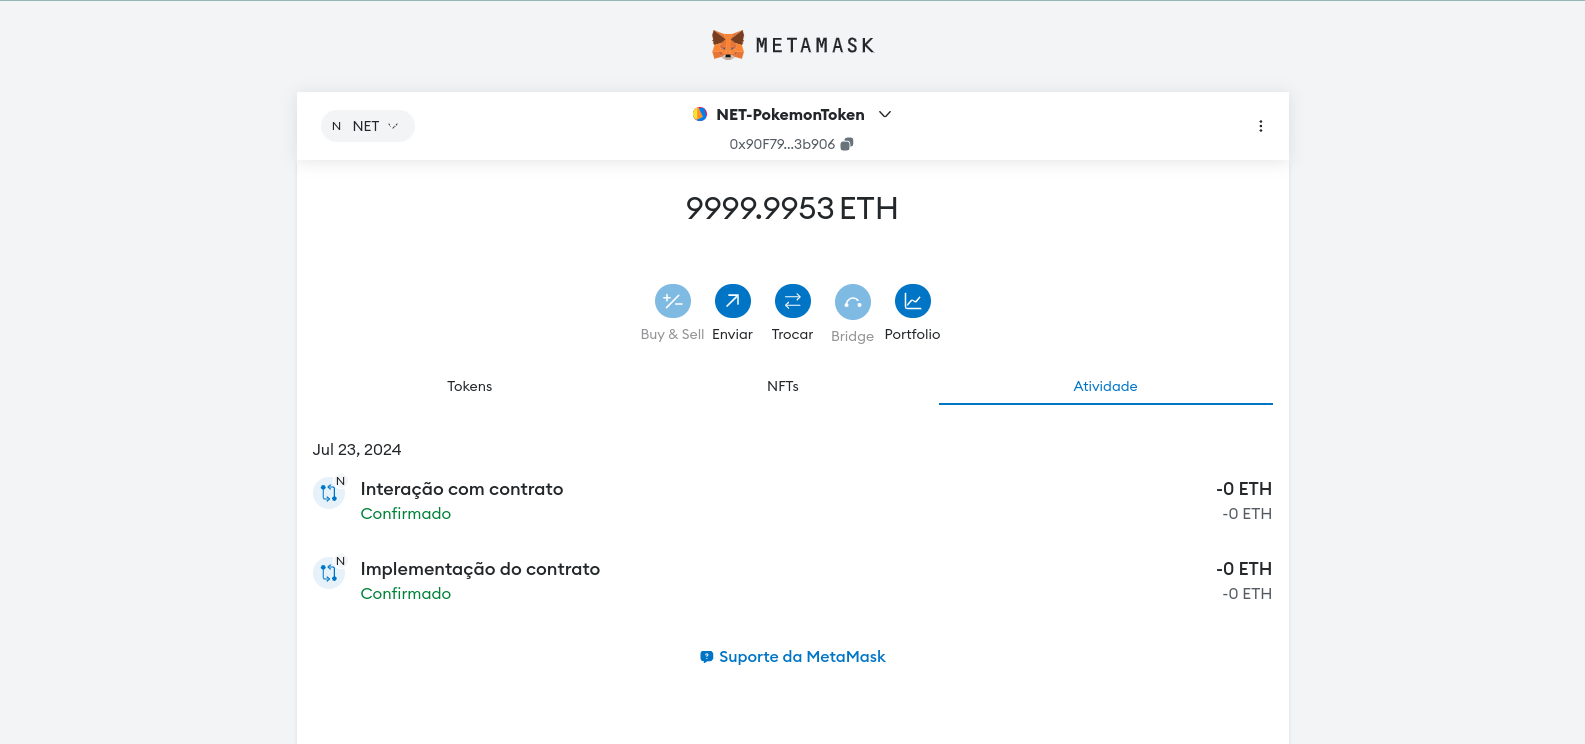 METAMASK
N NET
NET-PokemonToken
0x90F79...3b906
9999.9953 ETH
Buy & Sell
Enviar
Trocar
Bridge
Portfolio
Tokens
NFTs
Atividade
Jul 23, 2024
N
Interação com contrato
-0 ETH
Confirmado
-0 ETH
N
Implementação do contrato
-0 ETH
Confirmado
-0 ETH
Suporte da MetaMask